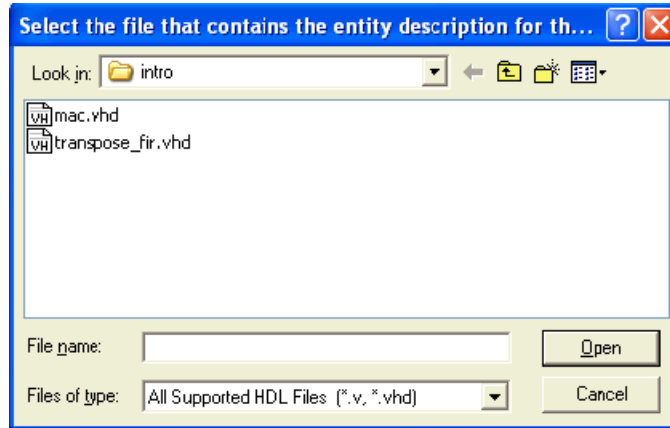 Select the file that contains the entity description for th...
Look in: intro
mac.vhd
transpose_fir.vhd
File name: Open
Files of type: All Supported HDL Files (*.v, *.vhd) Cancel